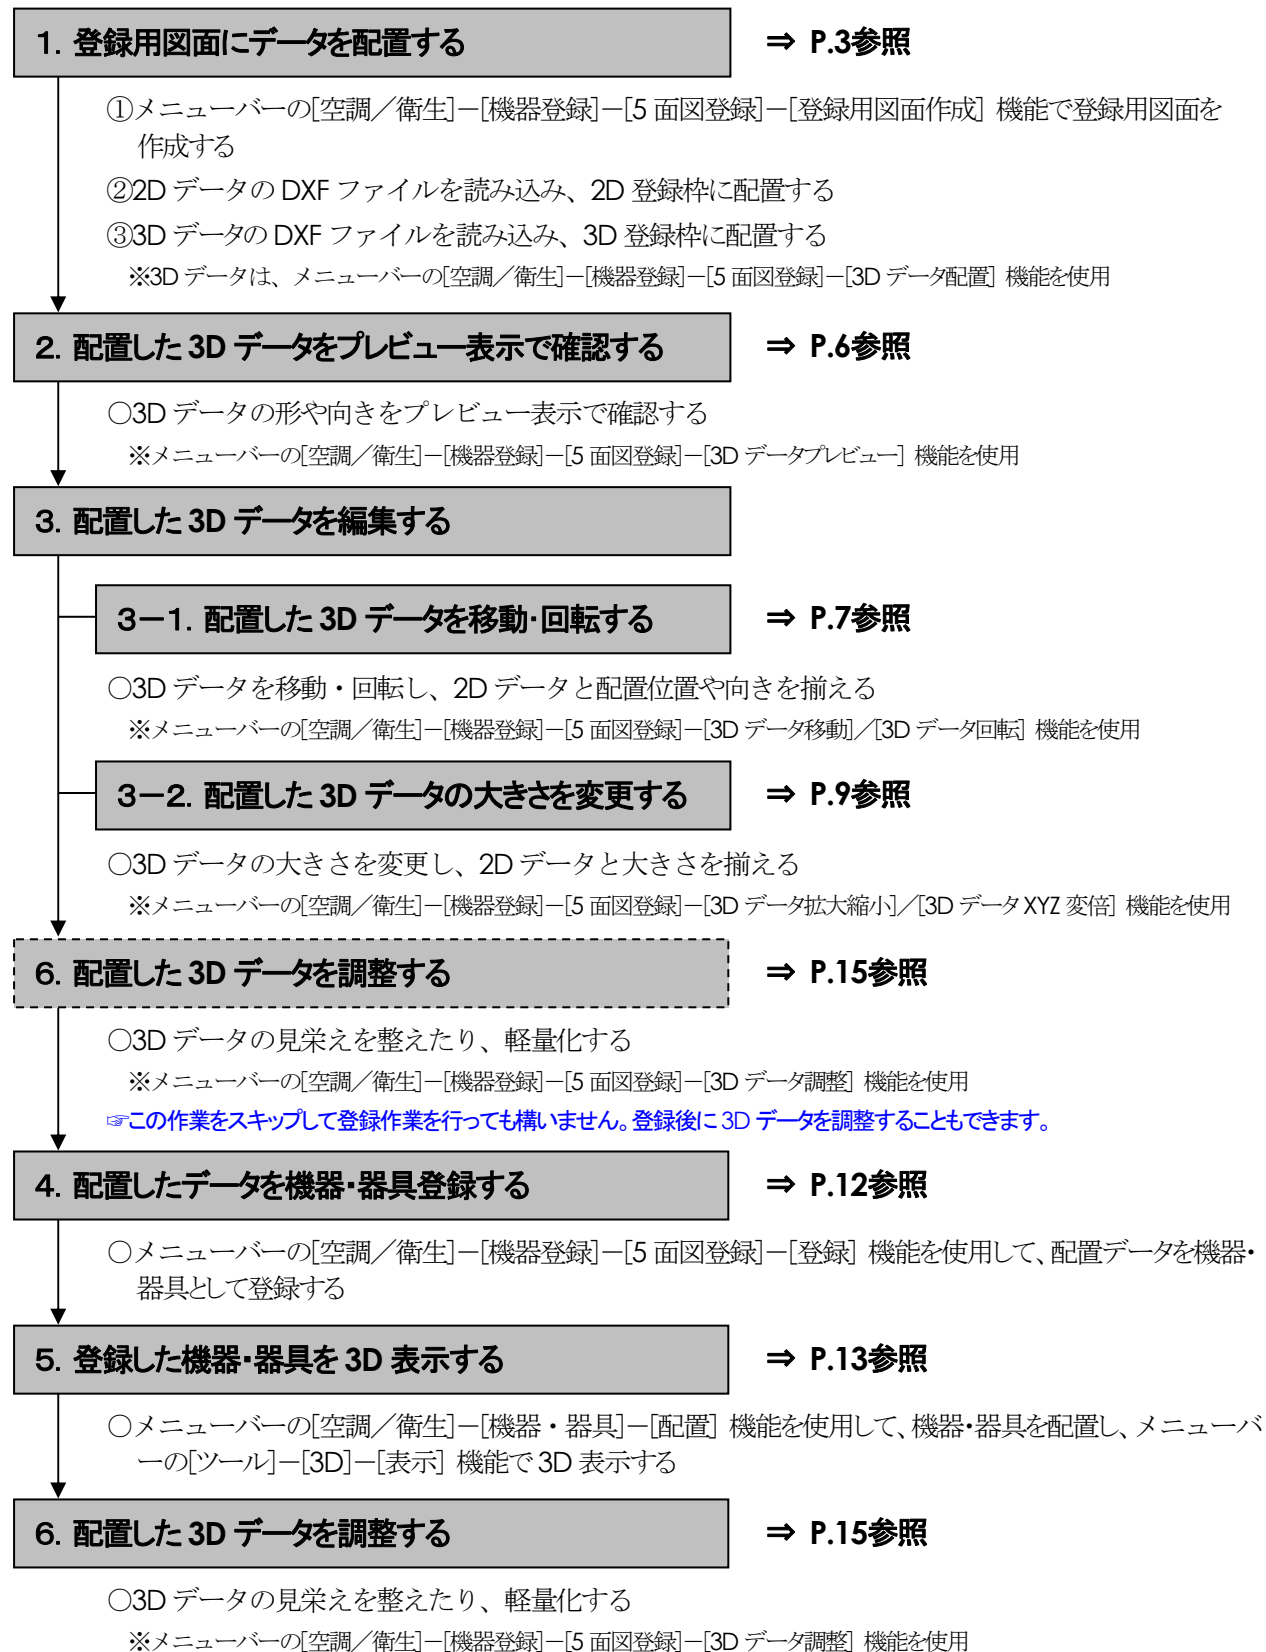 1. 登録用図面にデータを配置する ⇒ P.3参照
①メニューバーの[空調／衛生]－[機器登録]－[5 面図登録]－[登録用図面作成] 機能で登録用図面を
作成する
②2D データの DXF ファイルを読み込み、2D 登録枠に配置する
③3D データの DXF ファイルを読み込み、3D 登録枠に配置する
※3D データは、メニューバーの[空調／衛生]－[機器登録]－[5 面図登録]－[3D データ配置] 機能を使用
2. 配置した 3D データをプレビュー表示で確認する ⇒ P.6参照
○3D データの形や向きをプレビュー表示で確認する
※メニューバーの[空調／衛生]－[機器登録]－[5 面図登録]－[3D データプレビュー] 機能を使用
3. 配置した 3D データを編集する
3－1. 配置した 3D データを移動・回転する ⇒ P.7参照
○3D データを移動・回転し、2D データと配置位置や向きを揃える
※メニューバーの[空調／衛生]－[機器登録]－[5 面図登録]－[3D データ移動]／[3D データ回転] 機能を使用
3－2. 配置した 3D データの大きさを変更する ⇒ P.9参照
○3D データの大きさを変更し、2D データと大きさを揃える
※メニューバーの[空調／衛生]－[機器登録]－[5 面図登録]－[3D データ拡大縮小]／[3D データ XYZ 変倍] 機能を使用
6. 配置した 3D データを調整する ⇒ P.15参照
○3D データの見栄えを整えたり、軽量化する
※メニューバーの[空調／衛生]－[機器登録]－[5 面図登録]－[3D データ調整] 機能を使用
☞この作業をスキップして登録作業を行っても構いません。登録後に 3D データを調整することもできます。
4. 配置したデータを機器・器具登録する ⇒ P.12参照
○メニューバーの[空調／衛生]－[機器登録]－[5 面図登録]－[登録] 機能を使用して、配置データを機器・
器具として登録する
5. 登録した機器・器具を 3D 表示する ⇒ P.13参照
○メニューバーの[空調／衛生]－[機器・器具]－[配置] 機能を使用して、機器・器具を配置し、メニューバ
ーの[ツール]－[3D]－[表示] 機能で 3D 表示する
6. 配置した 3D データを調整する ⇒ P.15参照
○3D データの見栄えを整えたり、軽量化する
※メニューバーの[空調／衛生]－[機器登録]－[5 面図登録]－[3D データ調整] 機能を使用